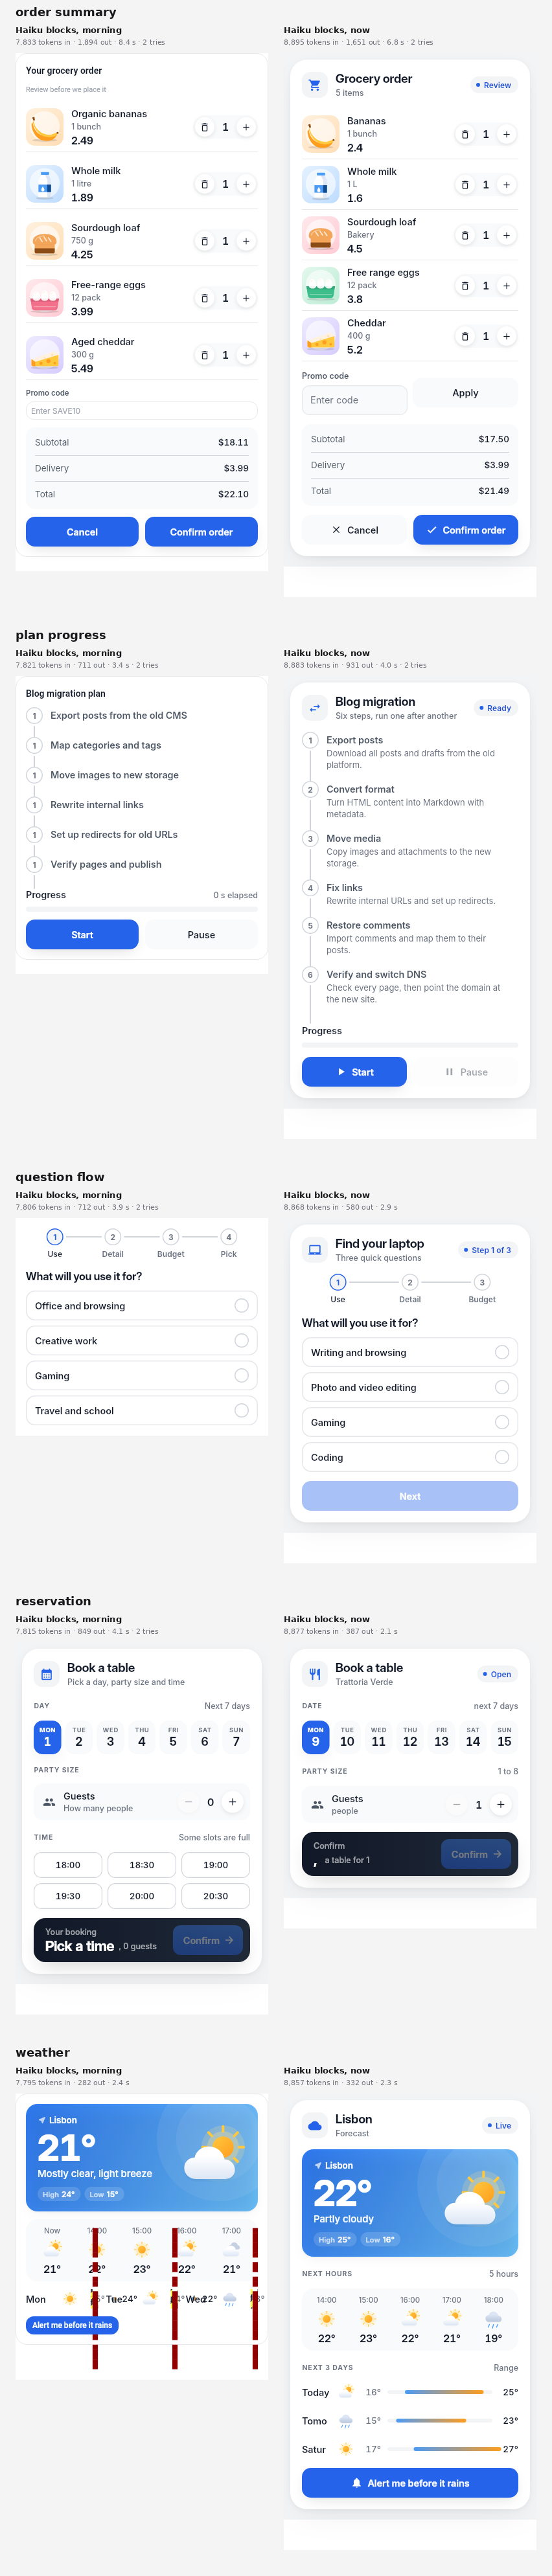 order summary
Haiku blocks, morning
7,833 tokens in · 1,894 out · 8.4 s · 2 tries
Your grocery order
Review before we place it
Organic bananas
1 bunch
2.49
1
Whole milk
1 litre
1.89
1
Sourdough loaf
750 g
4.25
1
Free-range eggs
12 pack
3.99
1
Aged cheddar
300 g
5.49
1
Promo code
Enter SAVE10
Subtotal $18.11
Delivery $3.99
Total $22.10
Cancel Confirm order
Haiku blocks, now
8,895 tokens in · 1,651 out · 6.8 s · 2 tries
Grocery order
5 items
Review
Bananas
1 bunch
2.4
1
Whole milk
1 L
1.6
1
Sourdough loaf
Bakery
4.5
1
Free range eggs
12 pack
3.8
1
Cheddar
400 g
5.2
1
Promo code
Enter code Apply
Subtotal $17.50
Delivery $3.99
Total $21.49
Cancel Confirm order
plan progress
Haiku blocks, morning
7,821 tokens in · 711 out · 3.4 s · 2 tries
Blog migration plan
1 Export posts from the old CMS
1 Map categories and tags
1 Move images to new storage
1 Rewrite internal links
1 Set up redirects for old URLs
1 Verify pages and publish
Progress 0 s elapsed
Start Pause
Haiku blocks, now
8,883 tokens in · 931 out · 4.0 s · 2 tries
Blog migration
Six steps, run one after another
Ready
1 Export posts
Download all posts and drafts from the old
platform.
2 Convert format
Turn HTML content into Markdown with
metadata.
3 Move media
Copy images and attachments to the new
storage.
4 Fix links
Rewrite internal URLs and set up redirects.
5 Restore comments
Import comments and map them to their
posts.
6 Verify and switch DNS
Check every page, then point the domain at
the new site.
Progress
Start Pause
question flow
Haiku blocks, morning
7,806 tokens in · 712 out · 3.9 s · 2 tries
1 2 3 4
Use Detail Budget Pick
What will you use it for?
Office and browsing
Creative work
Gaming
Travel and school
Haiku blocks, now
8,868 tokens in · 580 out · 2.9 s
Find your laptop
Three quick questions
Step 1 of 3
1 2 3
Use Detail Budget
What will you use it for?
Writing and browsing
Photo and video editing
Gaming
Coding
Next
reservation
Haiku blocks, morning
7,815 tokens in · 849 out · 4.1 s · 2 tries
Book a table
Pick a day, party size and time
DAY Next 7 days
MON TUE WED THU FRI SAT SUN
1 2 3 4 5 6 7
PARTY SIZE
Guests
How many people
0
TIME Some slots are full
18:00 18:30 19:00
19:30 20:00 20:30
Your booking
Pick a time , 0 guests
Confirm
Haiku blocks, now
8,877 tokens in · 387 out · 2.1 s
Book a table
Trattoria Verde
Open
DATE next 7 days
MON TUE WED THU FRI SAT SUN
9 10 11 12 13 14 15
PARTY SIZE 1 to 8
Guests
people
1
Confirm
, a table for 1
Confirm
weather
Haiku blocks, morning
7,795 tokens in · 282 out · 2.4 s
Lisbon
21°
Mostly clear, light breeze
High 24° Low 15°
Now 14:00 15:00 16:00 17:00
21° 22° 23° 22° 21°
Mon Tue 24° Wed 22°
Alert me before it rains
Haiku blocks, now
8,857 tokens in · 332 out · 2.3 s
Lisbon
Forecast
Live
Lisbon
22°
Partly cloudy
High 25° Low 16°
NEXT HOURS 5 hours
14:00 15:00 16:00 17:00 18:00
22° 23° 22° 21° 19°
NEXT 3 DAYS Range
Today 16° 25°
Tomo 15° 23°
Satur 17° 27°
Alert me before it rains